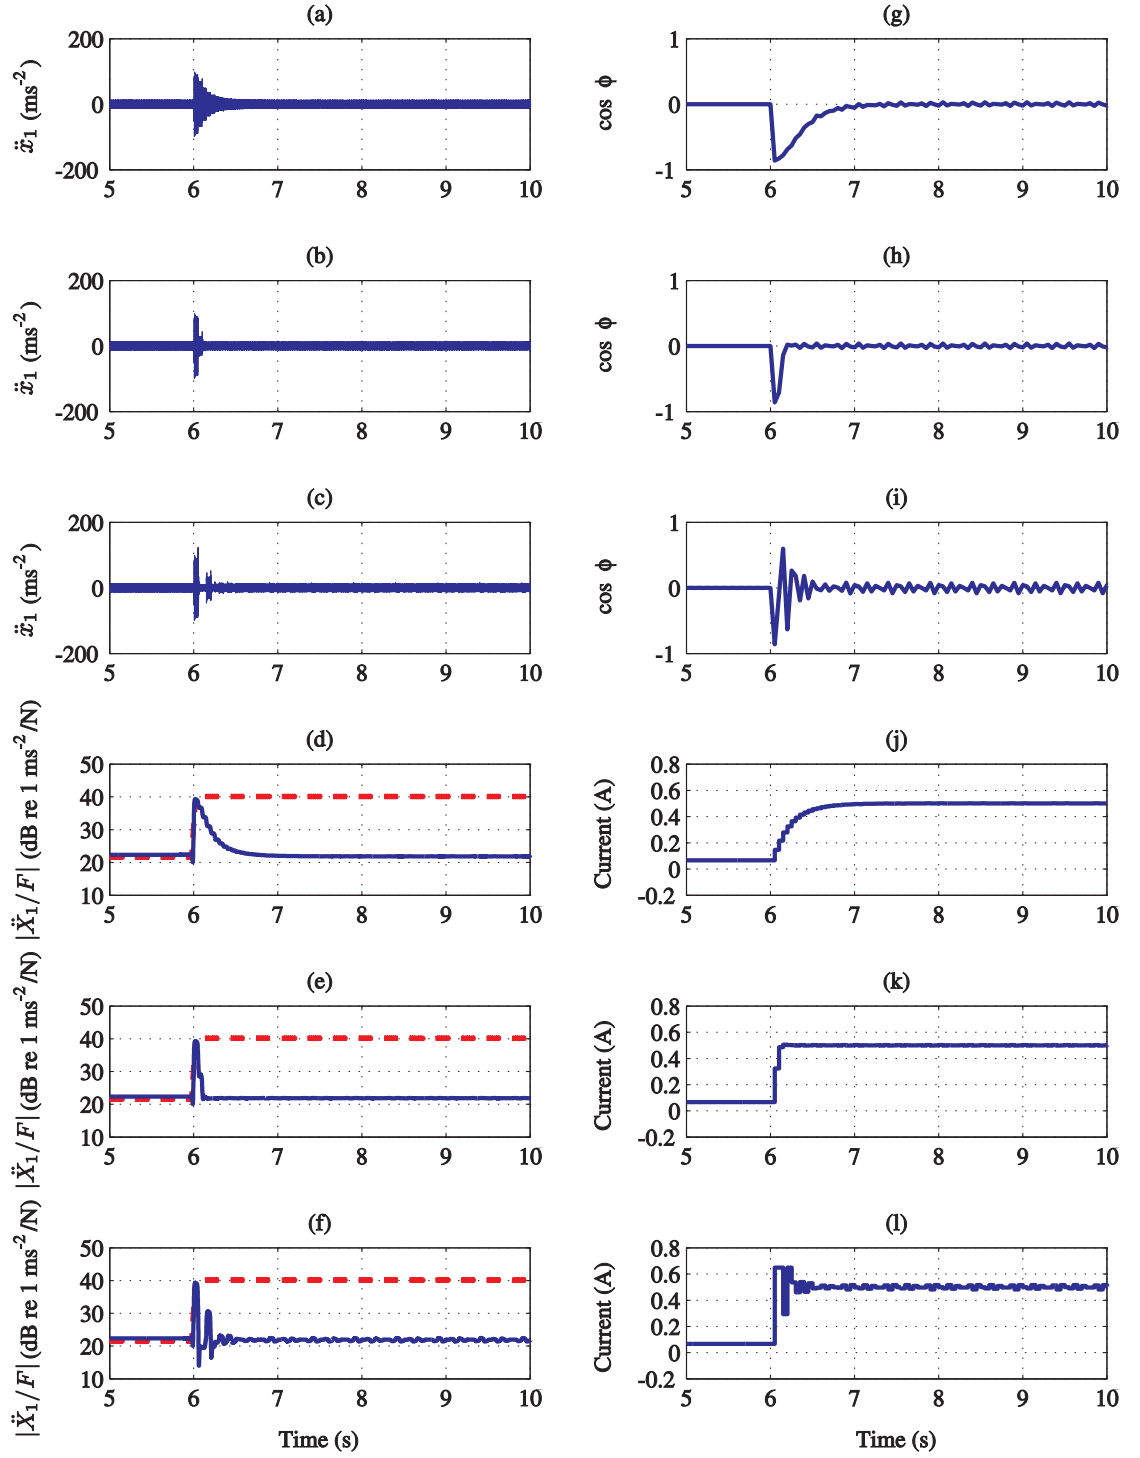 (a)
ẍ1 (ms-2)
200
0
-200
5 6 7 8 9 10
(g)
cos ϕ
1
0
-1
5 6 7 8 9 10
(b)
ẍ1 (ms-2)
200
0
-200
5 6 7 8 9 10
(h)
cos ϕ
1
0
-1
5 6 7 8 9 10
(c)
ẍ1 (ms-2)
200
0
-200
5 6 7 8 9 10
(i)
cos ϕ
1
0
-1
5 6 7 8 9 10
(d)
|Ẍ1/F| (dB re 1 ms-2/N)
50
40
30
20
10
5 6 7 8 9 10
(j)
Current (A)
0.8
0.6
0.4
0.2
0
-0.2
5 6 7 8 9 10
(e)
|Ẍ1/F| (dB re 1 ms-2/N)
50
40
30
20
10
5 6 7 8 9 10
(k)
Current (A)
0.8
0.6
0.4
0.2
0
-0.2
5 6 7 8 9 10
(f)
|Ẍ1/F| (dB re 1 ms-2/N)
50
40
30
20
10
5 6 7 8 9 10
Time (s)
(l)
Current (A)
0.8
0.6
0.4
0.2
0
-0.2
5 6 7 8 9 10
Time (s)